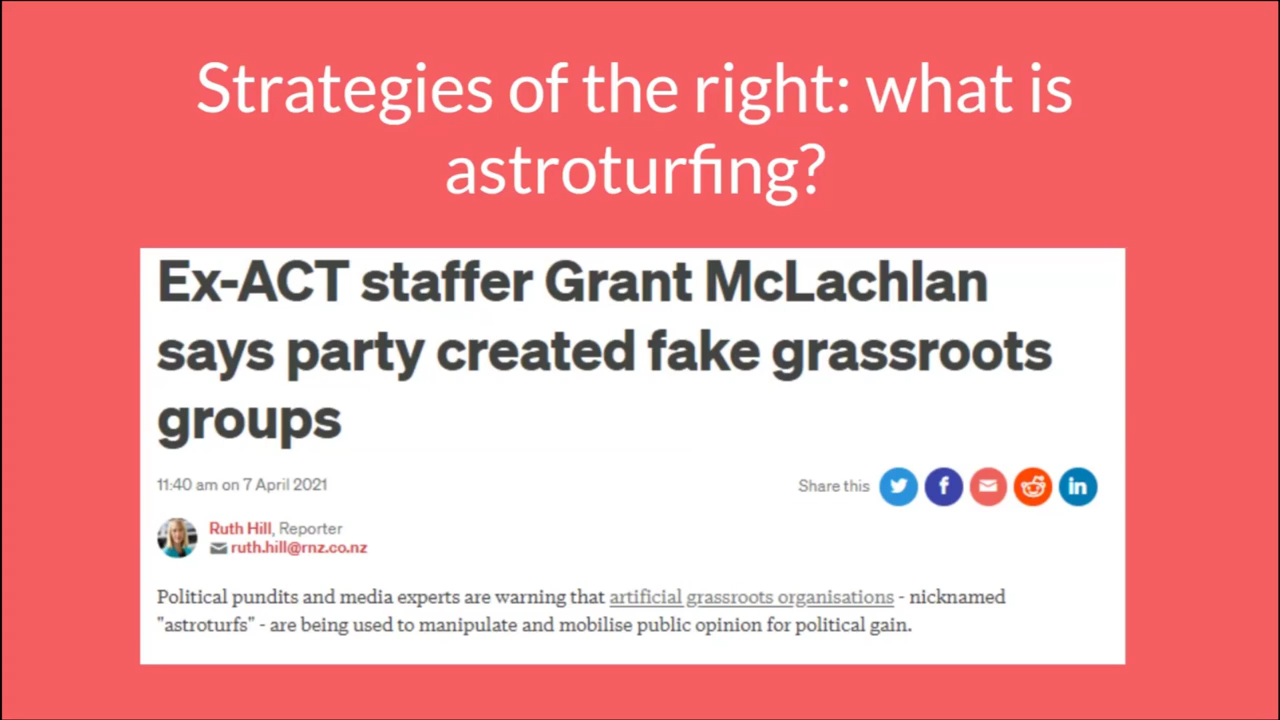 Strategies of the right: what is
astroturfing?
Ex-ACT staffer Grant McLachlan
says party created fake grassroots
groups
11:40 am on 7 April 2021
Share this
Ruth Hill, Reporter
ruth.hill@rnz.co.nz
Political pundits and media experts are warning that artificial grassroots organisations - nicknamed
"astroturfs" - are being used to manipulate and mobilise public opinion for political gain.